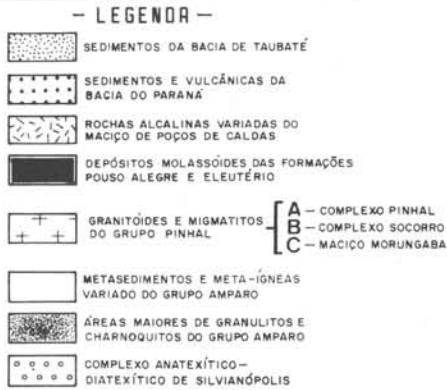 — LEGENDA —
SEDIMENTOS DA BACIA DE TAUBATÉ
SEDIMENTOS E VULCÂNICAS DA
BACIA DO PARANÁ
ROCHAS ALCALINAS VARIADAS DO
MACIÇO DE POÇOS DE CALDAS
DEPÓSITOS MOLASSÓIDES DAS FORMAÇÕES
POUSO ALEGRE E ELEUTÉRIO
GRANITÓIDES E MIGMATITOS
DO GRUPO PINHAL
A — COMPLEXO PINHAL
B — COMPLEXO SOCORRO
C — MACIÇO MORUNGABA
METASEDIMENTOS E META-ÍGNEAS
VARIADO DO GRUPO AMPARO
ÁREAS MAIORES DE GRANULITOS E
CHARNOQUITOS DO GRUPO AMPARO
COMPLEXO ANATEXÍTICO—
DIATEXÍTICO DE SILVIANÓPOLIS